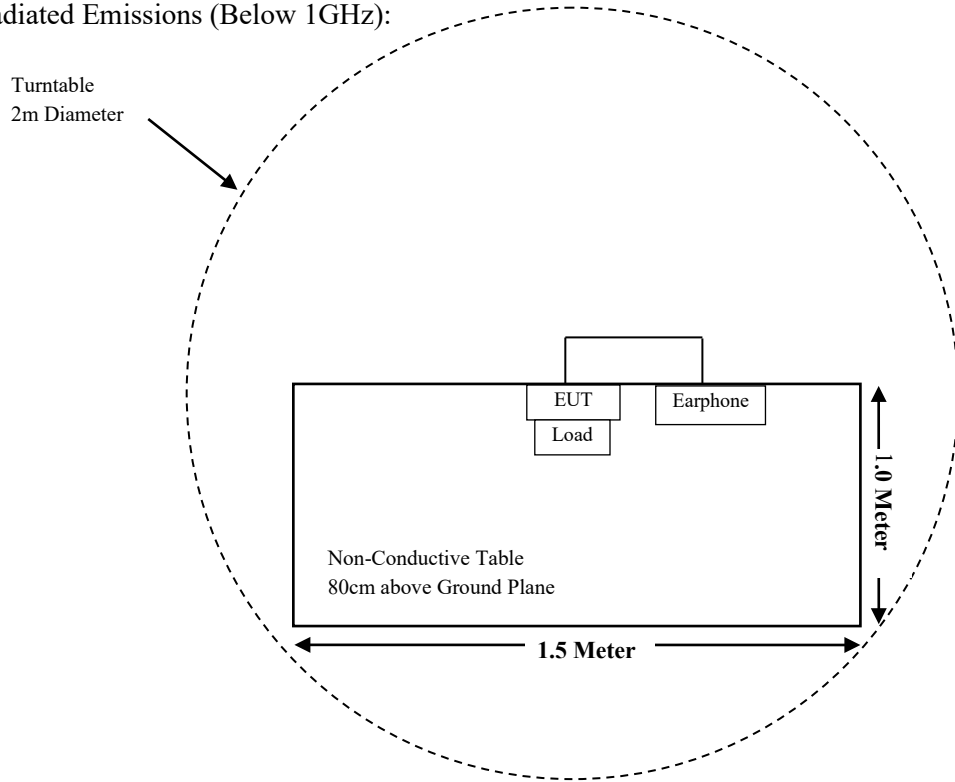 adiated Emissions (Below 1GHz):
Turntable
2m Diameter
EUT
Earphone
Load
1.0 Meter
Non-Conductive Table
80cm above Ground Plane
1.5 Meter